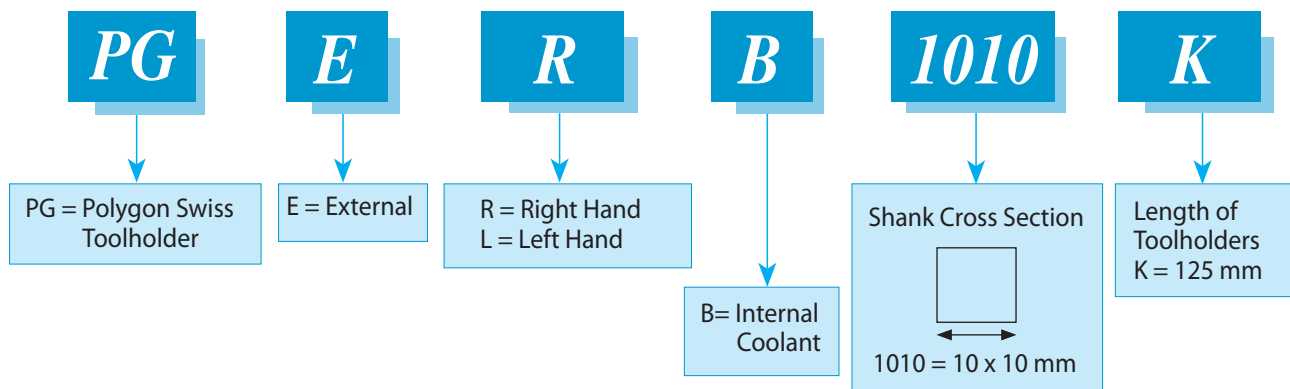 PG E R B 1010 K
PG = Polygon Swiss
Toolholder
E = External
R = Right Hand
L = Left Hand
B= Internal
Coolant
Shank Cross Section
1010 = 10 x 10 mm
Length of
Toolholders
K = 125 mm